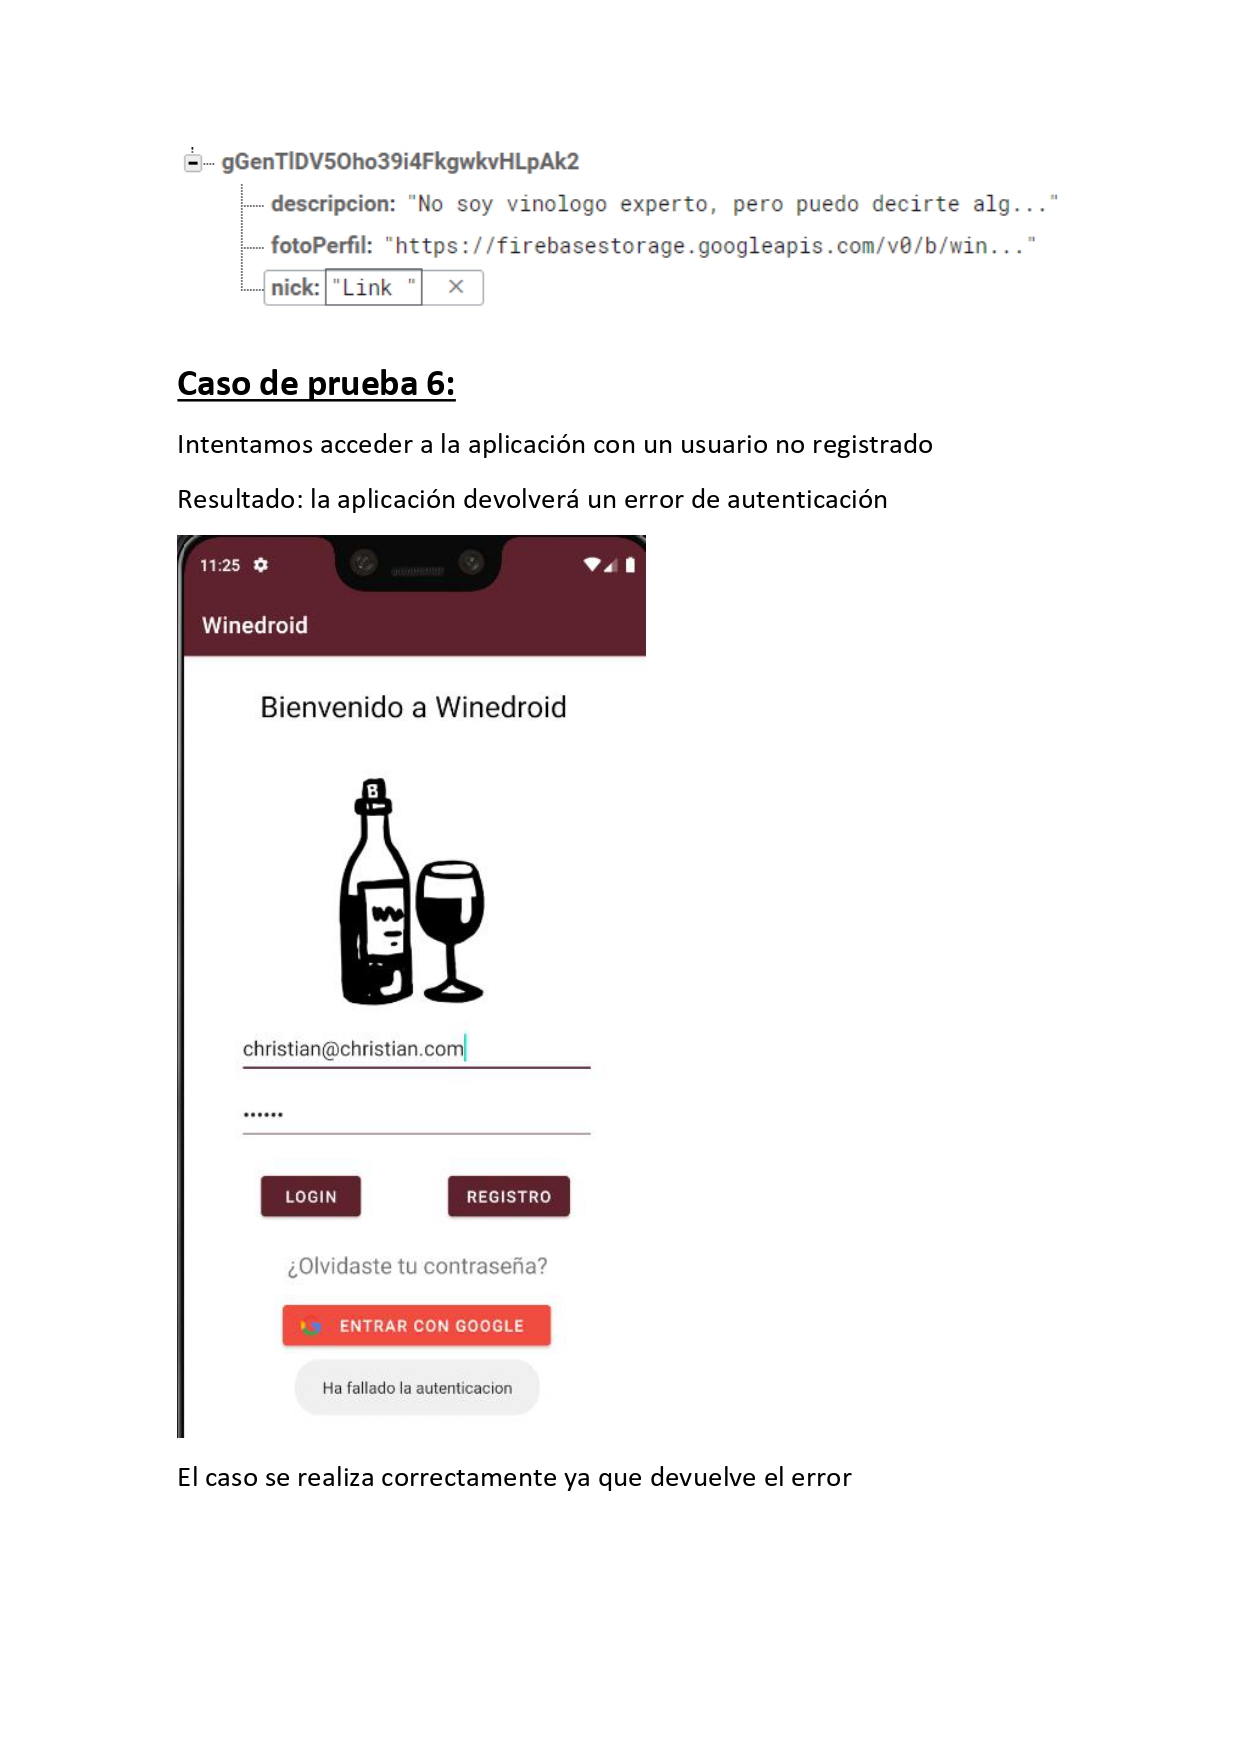 gGenTlDV5Oho39i4FkgwkvHLpAk2
descripcion: "No soy vinologo experto, pero puedo decirte alg..."
fotoPerfil: "https://firebasestorage.googleapis.com/v0/b/win..."
nick: "Link " ×
Caso de prueba 6:
Intentamos acceder a la aplicación con un usuario no registrado
Resultado: la aplicación devolverá un error de autenticación
11:25
Winedroid
Bienvenido a Winedroid
B
christian@christian.com
••••••
LOGIN REGISTRO
¿Olvidaste tu contraseña?
ENTRAR CON GOOGLE
Ha fallado la autenticacion
El caso se realiza correctamente ya que devuelve el error